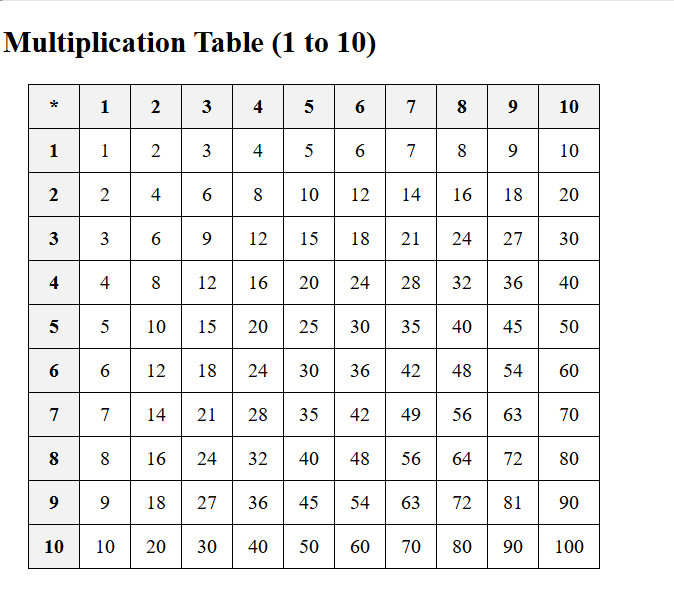 Multiplication Table (1 to 10)
* 1 2 3 4 5 6 7 8 9 10
1 1 2 3 4 5 6 7 8 9 10
2 2 4 6 8 10 12 14 16 18 20
3 3 6 9 12 15 18 21 24 27 30
4 4 8 12 16 20 24 28 32 36 40
5 5 10 15 20 25 30 35 40 45 50
6 6 12 18 24 30 36 42 48 54 60
7 7 14 21 28 35 42 49 56 63 70
8 8 16 24 32 40 48 56 64 72 80
9 9 18 27 36 45 54 63 72 81 90
10 10 20 30 40 50 60 70 80 90 100